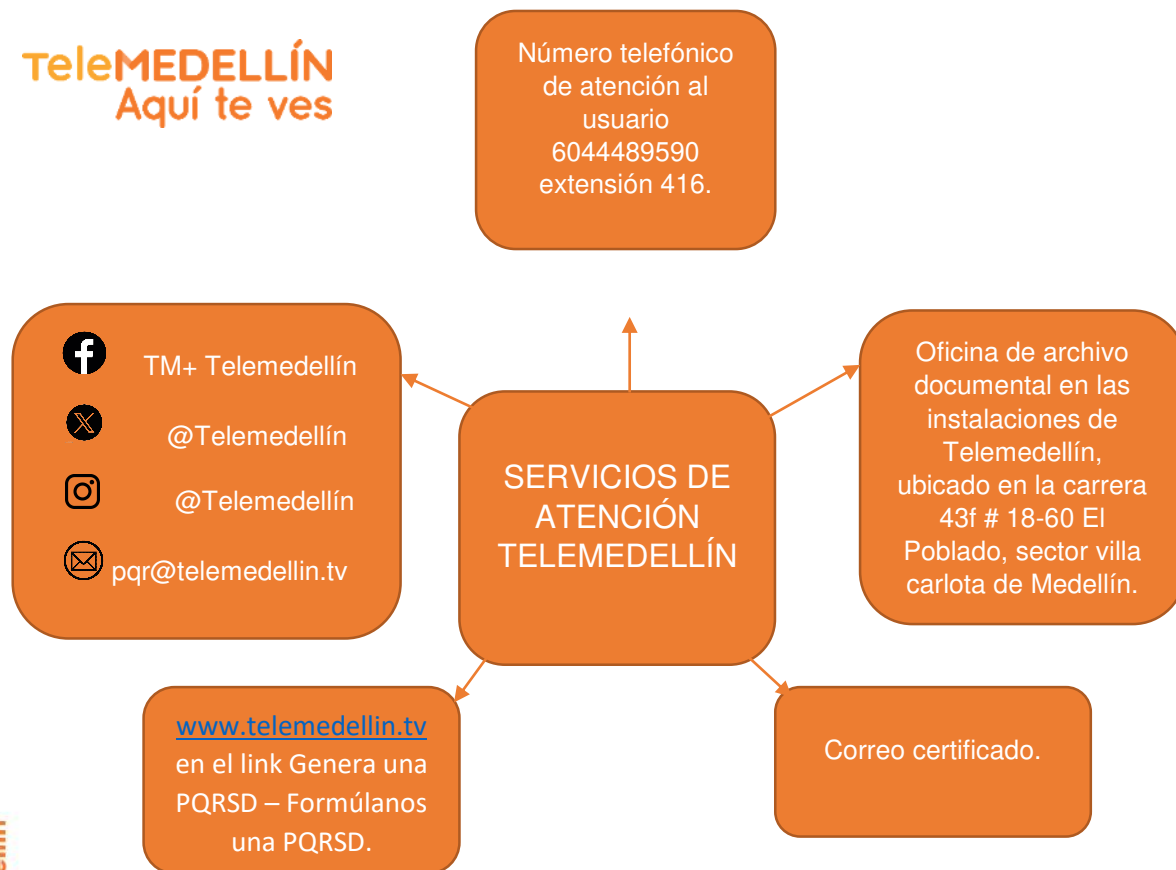 TeleMEDELLÍN
Aquí te ves
Número telefónico
de atención al
usuario
6044489590
extensión 416.
TM+ Telemedellín
@Telemedellín
@Telemedellín
pqr@telemedellin.tv
SERVICIOS DE
ATENCIÓN
TELEMEDELLÍN
Oficina de archivo
documental en las
instalaciones de
Telemedellín,
ubicado en la carrera
43f # 18-60 El
Poblado, sector villa
carlota de Medellín.
www.telemedellin.tv
en el link Genera una
PQRSD – Formúlanos
una PQRSD.
Correo certificado.